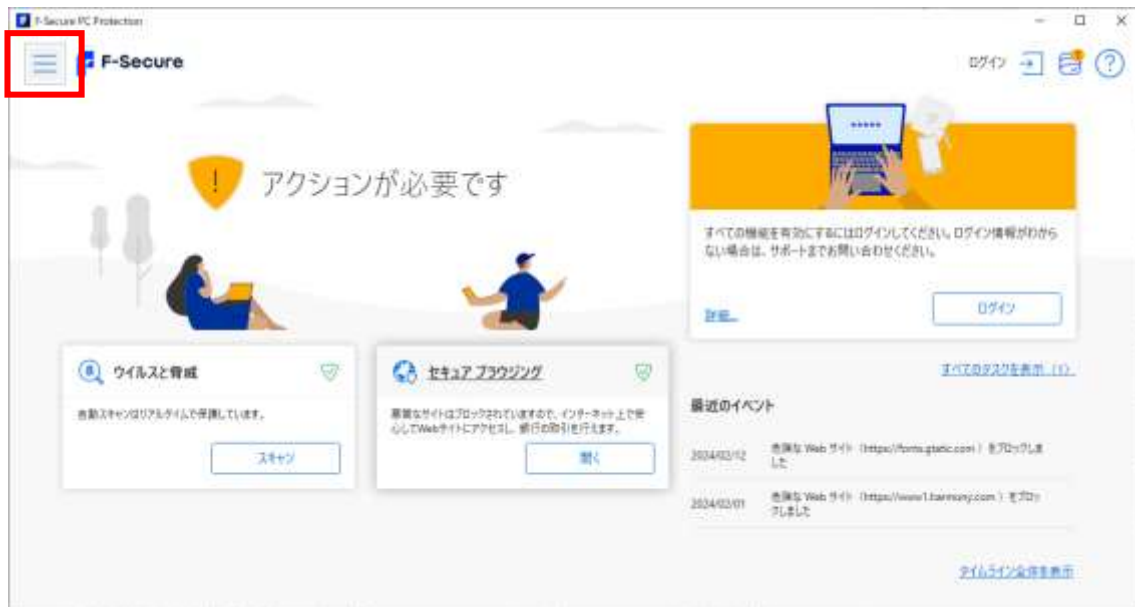 F-Secure PC Protection
F-Secure
ログイン
アクションが必要です
すべての機能を有効にするにはログインしてください。ログイン情報がわから
ない場合は、サポートまでお問い合わせください。
詳細...
ログイン
ウイルスと脅威
セキュア ブラウジング
自動スキャンはリアルタイムで保護しています。
悪質なサイトはブロックされていますので、インターネット上で安
心してWebサイトにアクセスし、銀行の取引を行えます。
スキャン
開く
すべてのタスクを表示 (1)
最近のイベント
2024/02/12
危険な Web サイト (https://fonts.gstatic.com ) をブロックしま
した
2024/02/01
危険な Web サイト (https://www1.harmony.com ) をブロッ
クしました
タイムライン全体を表示